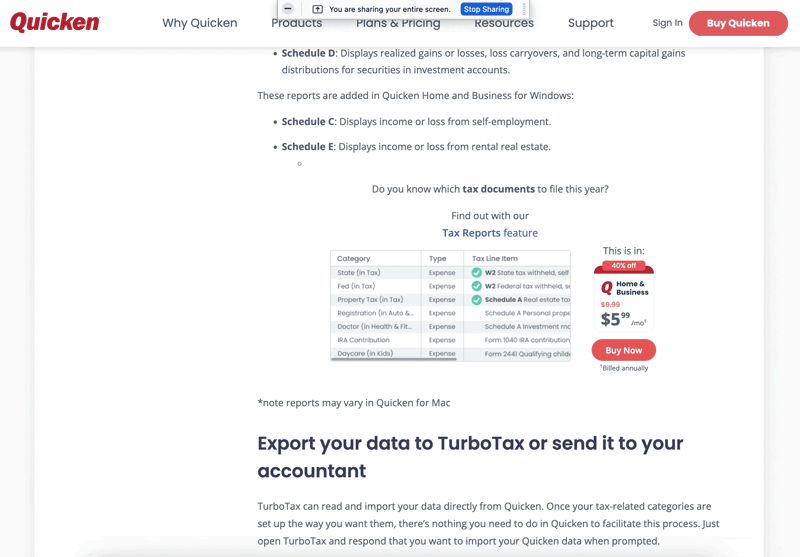 Quicken
Why Quicken
Products
Plans & Pricing
Resources
Support
Sign In
Buy Quicken
You are sharing your entire screen.
Stop Sharing
• Schedule D: Displays realized gains or losses, loss carryovers, and long-term capital gains
distributions for securities in investment accounts.
These reports are added in Quicken Home and Business for Windows:
• Schedule C: Displays income or loss from self-employment.
• Schedule E: Displays income or loss from rental real estate.
Do you know which tax documents to file this year?
Find out with our
Tax Reports feature
Category Type Tax Line Item
State (in Tax) Expense W2 State tax withheld, self
Fed (in Tax) Expense W2 Federal tax withheld, se
Property Tax (in Tax) Expense Schedule A Real estate tax
Registration (in Auto &... Expense Schedule A Personal prope
Doctor (in Health & Fit... Expense Schedule A Investment mo
IRA Contribution Expense Form 1040 IRA contribution
Daycare (in Kids) Expense Form 2441 Qualifying child
This is in:
40% off
Q Home &
Business
$9.99
$5.99 /mo¹
Buy Now
¹Billed annually
*note reports may vary in Quicken for Mac
Export your data to TurboTax or send it to your
accountant
TurboTax can read and import your data directly from Quicken. Once your tax-related categories are
set up the way you want them, there's nothing you need to do in Quicken to facilitate this process. Just
open TurboTax and respond that you want to import your Quicken data when prompted.